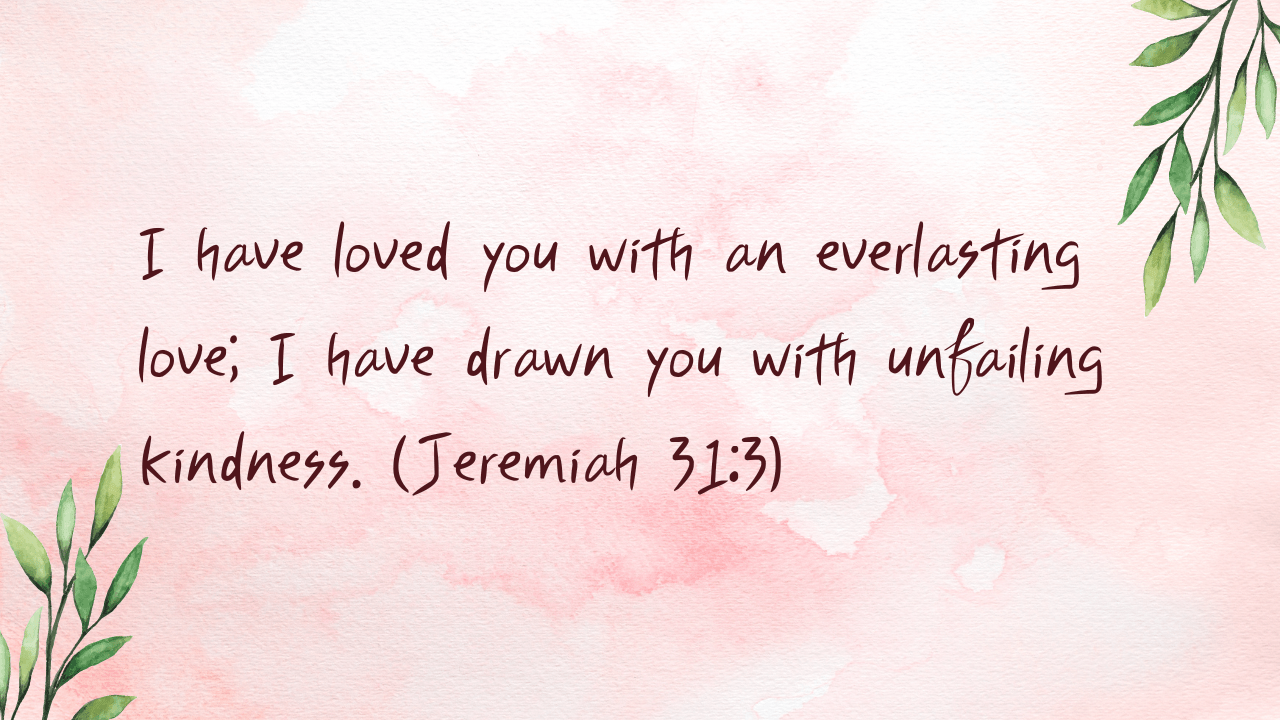 I have loved you with an everlasting
love; I have drawn you with unfailing
kindness. (Jeremiah 31:3)